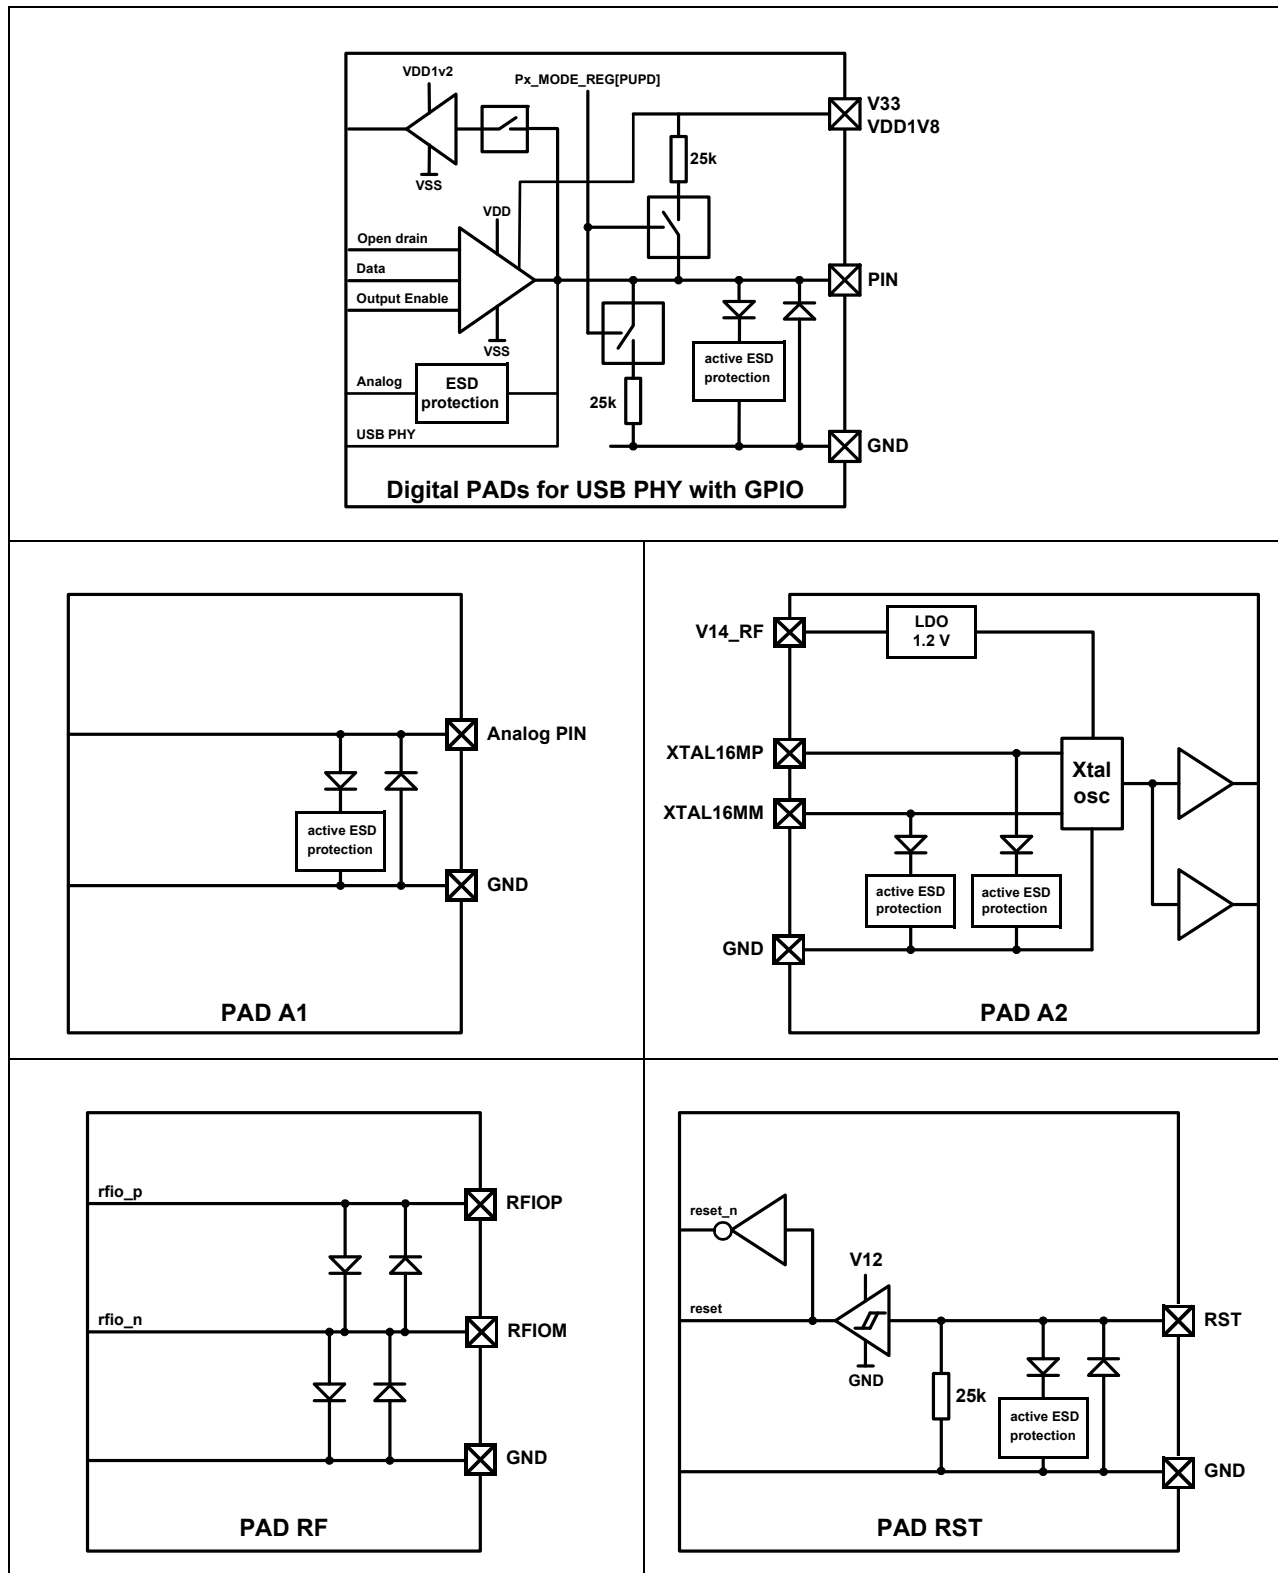 VDD1v2
Px_MODE_REG[PUPD]
V33
VDD1V8
25k
VSS
VDD
Open drain
Data
PIN
Output Enable
VSS
active ESD
protection
Analog
ESD
protection
25k
USB PHY
GND
Digital PADs for USB PHY with GPIO
Analog PIN
active ESD
protection
GND
PAD A1
V14_RF
LDO
1.2 V
XTAL16MP
Xtal
osc
XTAL16MM
active ESD
protection
active ESD
protection
GND
PAD A2
rfio_p
RFIOP
rfio_n
RFIOM
GND
PAD RF
reset_n
V12
reset
RST
GND
25k
active ESD
protection
GND
PAD RST